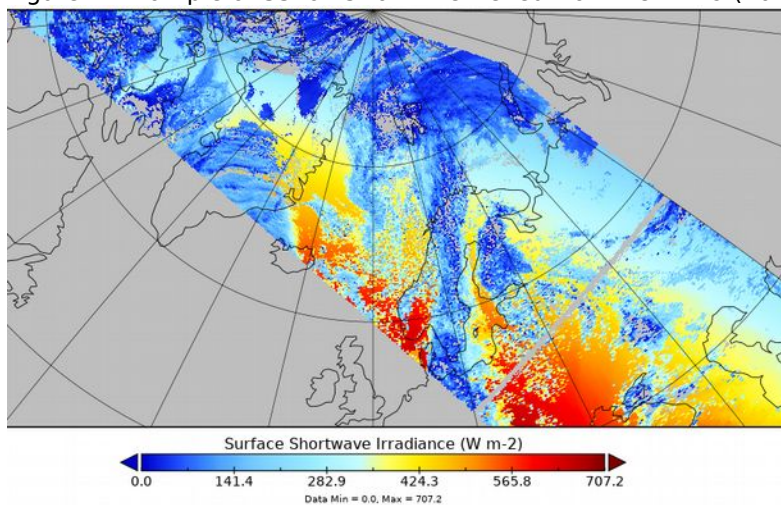 Surface Shortwave Irradiance (W m-2)
0.0 141.4 282.9 424.3 565.8 707.2
Data Min = 0.0, Max = 707.2